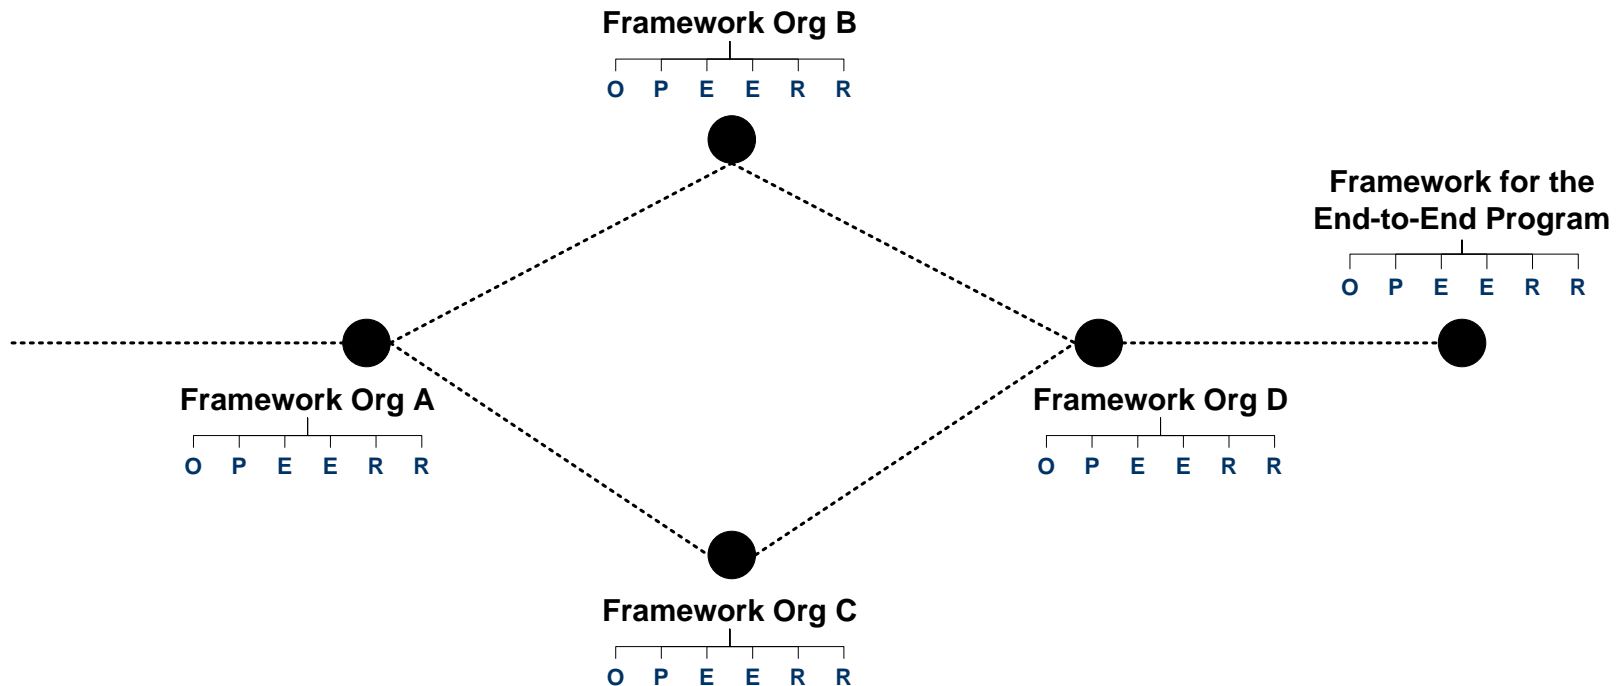 Framework Org B
O P E E R R
Framework for the
End-to-End Program
O P E E R R
Framework Org A
O P E E R R
Framework Org D
O P E E R R
Framework Org C
O P E E R R